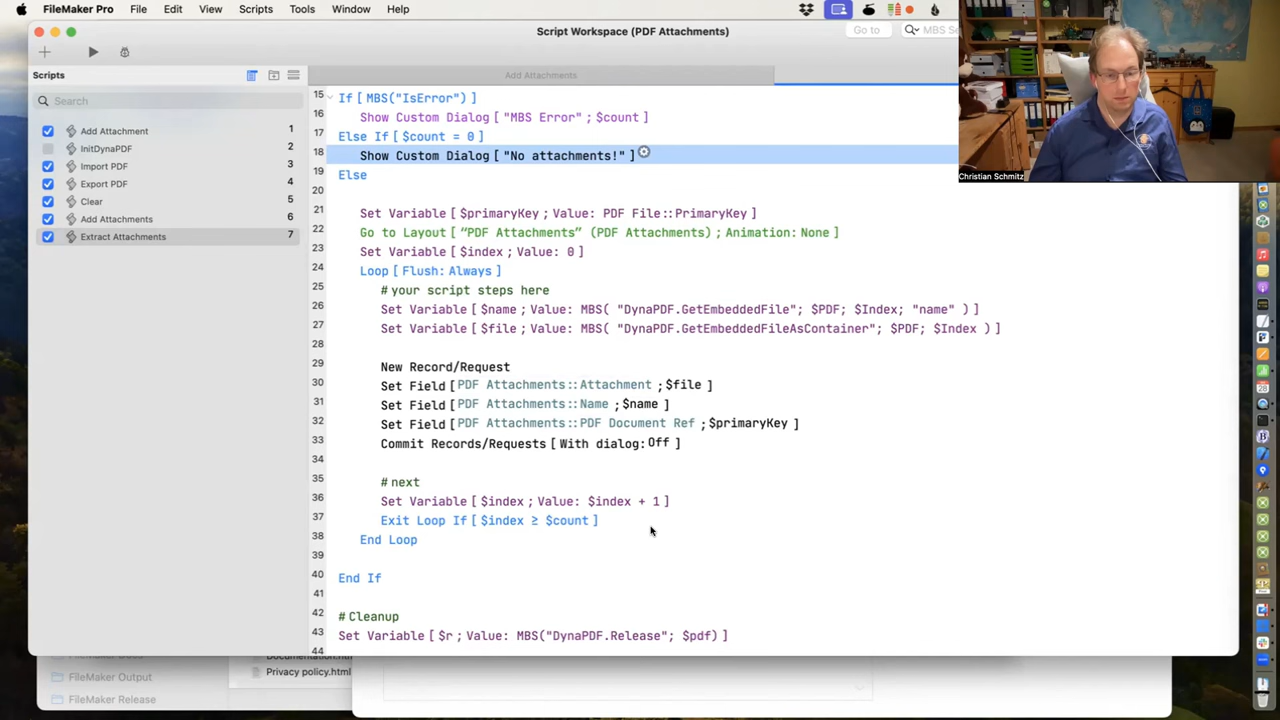 FileMaker Pro File Edit View Scripts Tools Window Help
Script Workspace (PDF Attachments)
Go to
MBS Se
Scripts
Add Attachments
Search
Add Attachment 1
InitDynaPDF 2
Import PDF 3
Export PDF 4
Clear 5
Add Attachments 6
Extract Attachments 7
15 If [ MBS("IsError") ]
16 Show Custom Dialog [ "MBS Error" ; $count ]
17 Else If [ $count = 0 ]
18 Show Custom Dialog [ "No attachments!" ]
19 Else
20
21 Set Variable [ $primaryKey ; Value: PDF File::PrimaryKey ]
22 Go to Layout [ “PDF Attachments” (PDF Attachments) ; Animation: None ]
23 Set Variable [ $index ; Value: 0 ]
24 Loop [ Flush: Always ]
25 # your script steps here
26 Set Variable [ $name ; Value: MBS( "DynaPDF.GetEmbeddedFile"; $PDF; $Index; "name" ) ]
27 Set Variable [ $file ; Value: MBS( "DynaPDF.GetEmbeddedFileAsContainer"; $PDF; $Index ) ]
28
29 New Record/Request
30 Set Field [ PDF Attachments::Attachment ; $file ]
31 Set Field [ PDF Attachments::Name ; $name ]
32 Set Field [ PDF Attachments::PDF Document Ref ; $primaryKey ]
33 Commit Records/Requests [ With dialog: Off ]
34
35 # next
36 Set Variable [ $index ; Value: $index + 1 ]
37 Exit Loop If [ $index ≥ $count ]
38 End Loop
39
40 End If
41
42 # Cleanup
43 Set Variable [ $r ; Value: MBS("DynaPDF.Release"; $pdf) ]
44
Christian Schmitz
FileMaker Output
FileMaker Release
Privacy policy.html